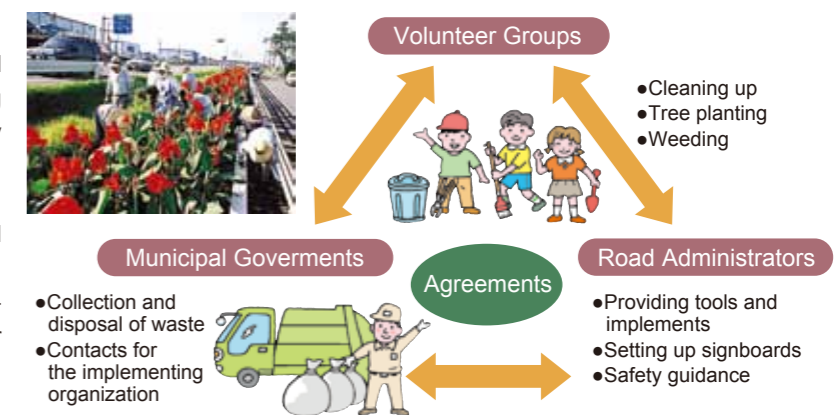 Volunteer Groups
●Cleaning up
●Tree planting
●Weeding
Municipal Goverments
●Collection and
disposal of waste
●Contacts for
the implementing
organization
Agreements
Road Administrators
●Providing tools and
implements
●Setting up signboards
●Safety guidance